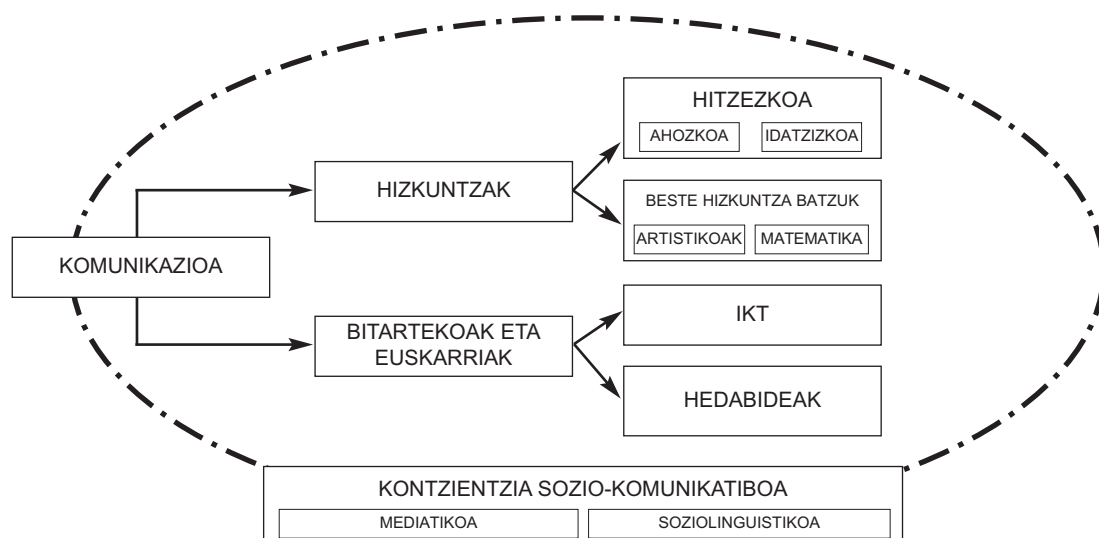 HITZEZKOA
AHOZKOA
IDATZIZKOA
HIZKUNTZAK
BESTE HIZKUNTZA BATZUK
ARTISTIKOAK
MATEMATIKA
KOMUNIKAZIOA
BITARTEKOAK ETA
EUSKARRIAK
IKT
HEDABIDEAK
KONTZIENTZIA SOZIO-KOMUNIKATIBOA
MEDIATIKOA
SOZIOLINGUISTIKOA